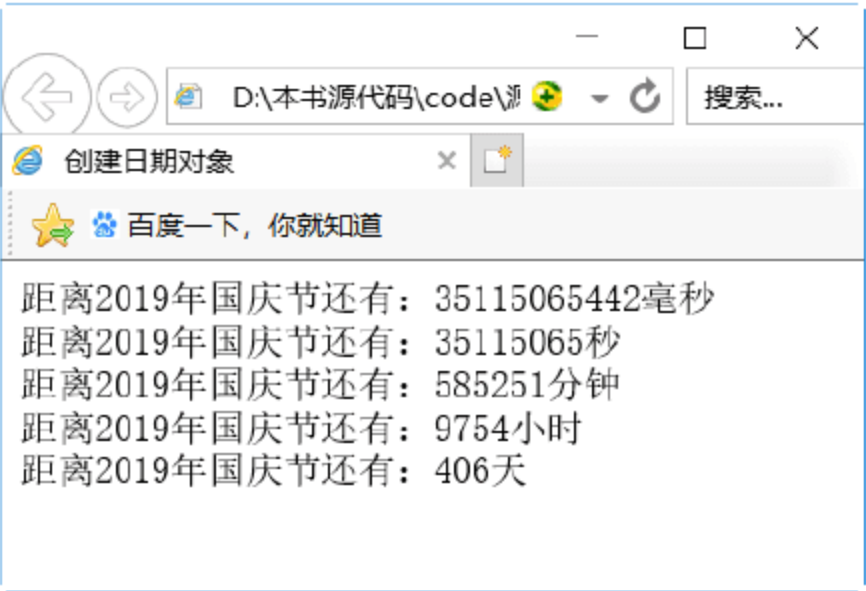 D:\本书源代码\code\源
搜索...
创建日期对象
百度一下，你就知道
距离2019年国庆节还有：35115065442毫秒
距离2019年国庆节还有：35115065秒
距离2019年国庆节还有：585251分钟
距离2019年国庆节还有：9754小时
距离2019年国庆节还有：406天